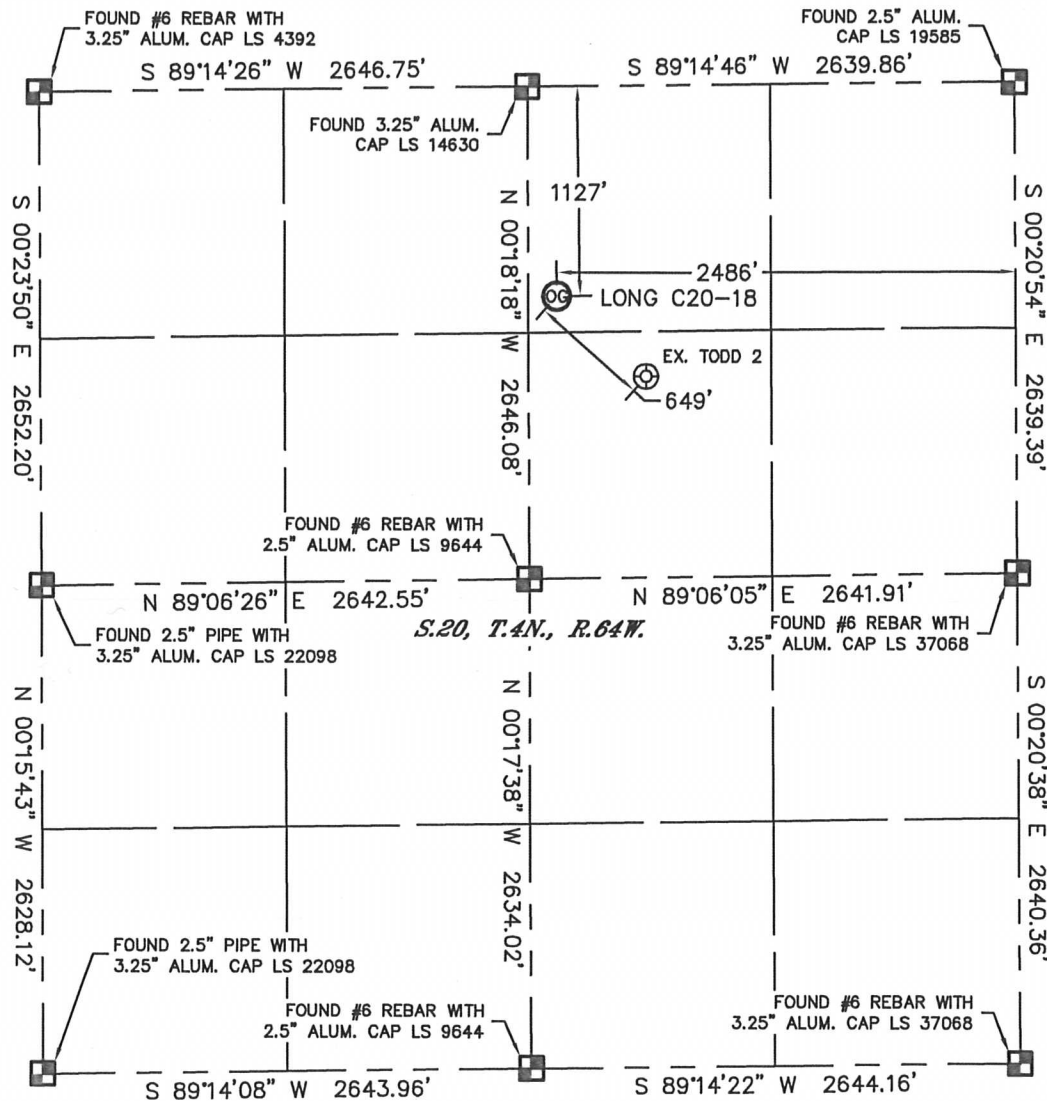 FOUND #6 REBAR WITH
3.25" ALUM. CAP LS 4392
FOUND 2.5" ALUM.
CAP LS 19585
S 89°14'26" W 2646.75'
S 89°14'46" W 2639.86'
FOUND 3.25" ALUM.
CAP LS 14630
1127'
S 00°23'50" E 2652.20'
N 00°18'18" W 2646.08'
S 00°20'54" E 2639.39'
2486'
OG
LONG C20-18
EX. TODD 2
649'
FOUND #6 REBAR WITH
2.5" ALUM. CAP LS 9644
N 89°06'26" E 2642.55'
N 89°06'05" E 2641.91'
S.20, T.4N., R.64W.
FOUND 2.5" PIPE WITH
3.25" ALUM. CAP LS 22098
FOUND #6 REBAR WITH
3.25" ALUM. CAP LS 37068
N 00°15'43" W 2628.12'
N 00°17'38" W 2634.02'
S 00°20'38" E 2640.36'
FOUND 2.5" PIPE WITH
3.25" ALUM. CAP LS 22098
FOUND #6 REBAR WITH
2.5" ALUM. CAP LS 9644
FOUND #6 REBAR WITH
3.25" ALUM. CAP LS 37068
S 89°14'08" W 2643.96'
S 89°14'22" W 2644.16'